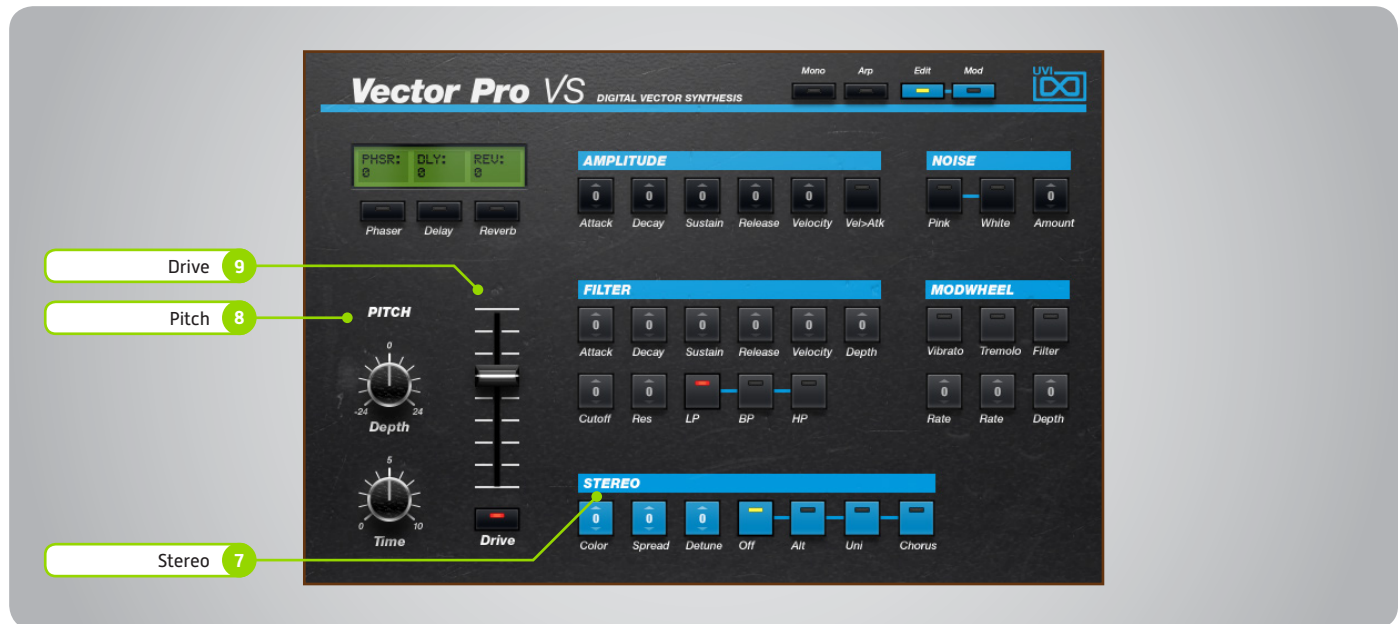 Vector Pro VS DIGITAL VECTOR SYNTHESIS
Mono Arp Edit Mod
UVI
PHSR: DLY: REV:
0 0 0
Phaser Delay Reverb
AMPLITUDE
0 0 0 0 0
Attack Decay Sustain Release Velocity Vel>Atk
NOISE
0
Pink White Amount
Drive 9
Pitch 8
PITCH
0
-24 24
Depth
5
0 10
Time
Drive
FILTER
0 0 0 0 0 0
Attack Decay Sustain Release Velocity Depth
0 0
Cutoff Res LP BP HP
MODWHEEL
Vibrato Tremolo Filter
0 0 0
Rate Rate Depth
Stereo 7
STEREO
0 0 0
Color Spread Detune Off Alt Uni Chorus